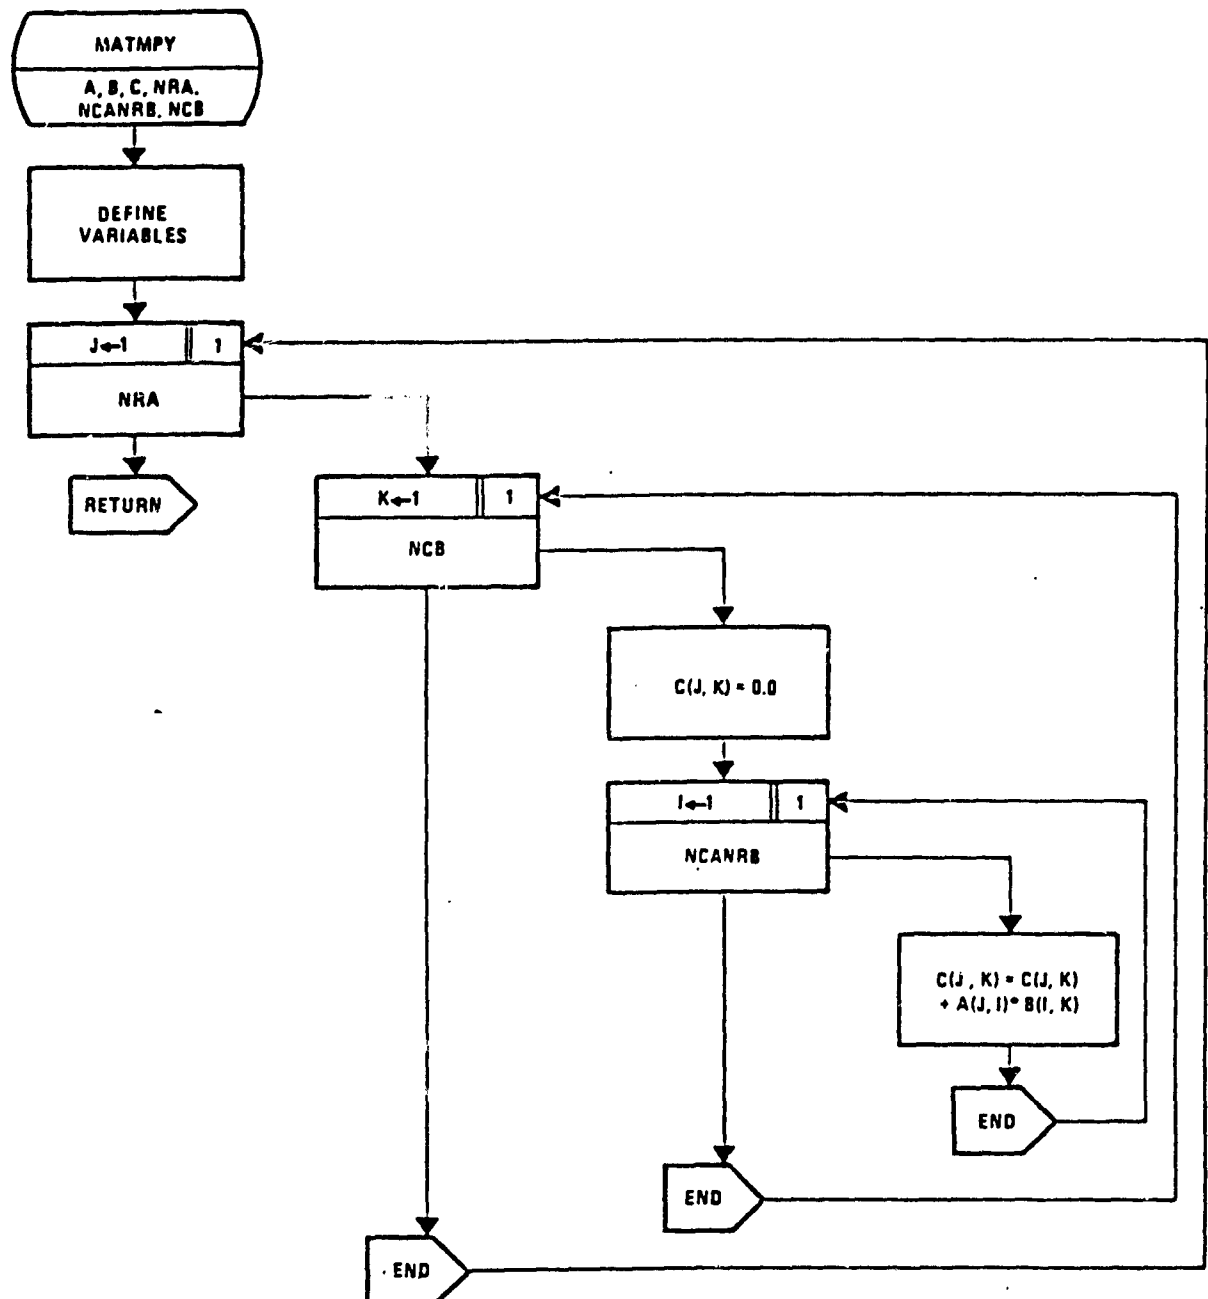 MATMPY
A, B, C, NRA,
NCANRB, NCB
DEFINE
VARIABLES
J←1 1
NRA
RETURN
K←1 1
NCB
C(J, K) = 0.0
I←1 1
NCANRB
C(J, K) = C(J, K)
+ A(J, I)* B(I, K)
END
END
END